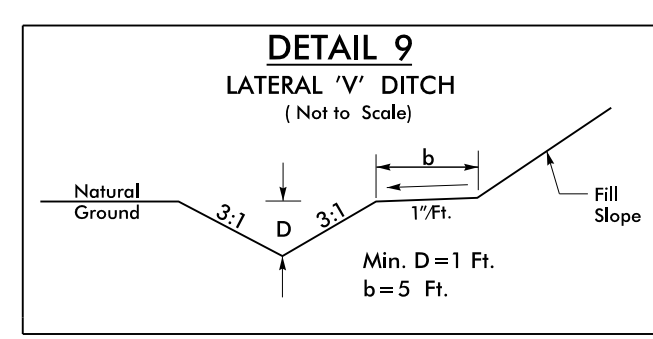 DETAIL 9
LATERAL 'V' DITCH
( Not to Scale)
b
Natural
Ground
3:1
D
3:1
1"/Ft.
Fill
Slope
Min. D=1 Ft.
b=5 Ft.